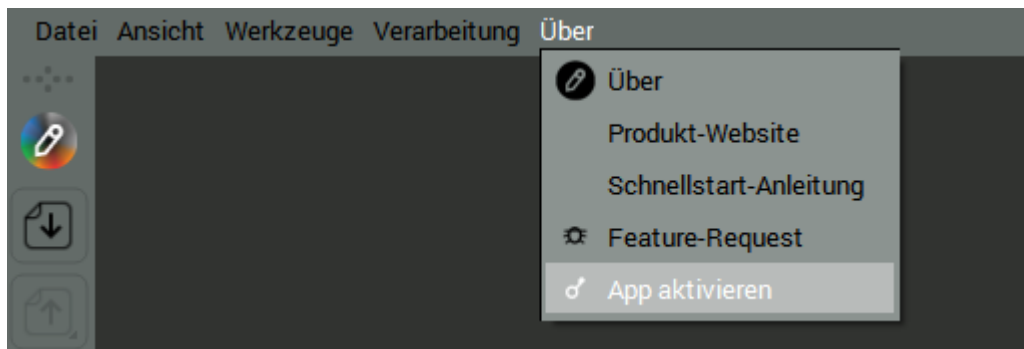 Datei Ansicht Werkzeuge Verarbeitung Über
Über
Produkt-Website
Schnellstart-Anleitung
Feature-Request
App aktivieren